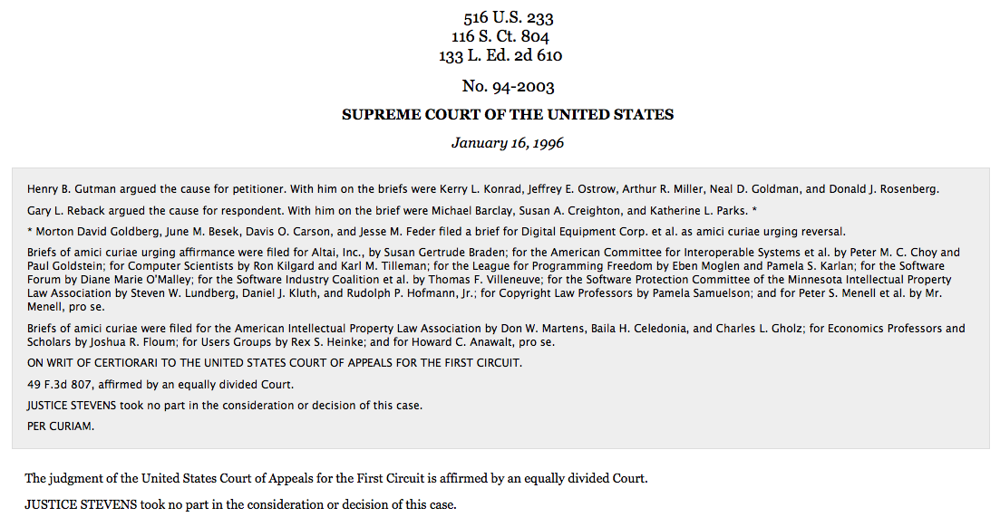 516 U.S. 233
116 S. Ct. 804
133 L. Ed. 2d 610
No. 94-2003
SUPREME COURT OF THE UNITED STATES
January 16, 1996
Henry B. Gutman argued the cause for petitioner. With him on the briefs were Kerry L. Konrad, Jeffrey E. Ostrow, Arthur R. Miller, Neal D. Goldman, and Donald J. Rosenberg.
Gary L. Reback argued the cause for respondent. With him on the brief were Michael Barclay, Susan A. Creighton, and Katherine L. Parks. *
* Morton David Goldberg, June M. Besek, Davis O. Carson, and Jesse M. Feder filed a brief for Digital Equipment Corp. et al. as amici curiae urging reversal.
Briefs of amici curiae urging affirmance were filed for Altai, Inc., by Susan Gertrude Braden; for the American Committee for Interoperable Systems et al. by Peter M. C. Choy and
Paul Goldstein; for Computer Scientists by Ron Kilgard and Karl M. Tilleman; for the League for Programming Freedom by Eben Moglen and Pamela S. Karlan; for the Software
Forum by Diane Marie O'Malley; for the Software Industry Coalition et al. by Thomas F. Villeneuve; for the Software Protection Committee of the Minnesota Intellectual Property
Law Association by Steven W. Lundberg, Daniel J. Kluth, and Rudolph P. Hofmann, Jr.; for Copyright Law Professors by Pamela Samuelson; and for Peter S. Menell et al. by Mr.
Menell, pro se.
Briefs of amici curiae were filed for the American Intellectual Property Law Association by Don W. Martens, Baila H. Celedonia, and Charles L. Gholz; for Economics Professors and
Scholars by Joshua R. Floum; for Users Groups by Rex S. Heinke; and for Howard C. Anawalt, pro se.
ON WRIT OF CERTIORARI TO THE UNITED STATES COURT OF APPEALS FOR THE FIRST CIRCUIT.
49 F.3d 807, affirmed by an equally divided Court.
JUSTICE STEVENS took no part in the consideration or decision of this case.
PER CURIAM.
The judgment of the United States Court of Appeals for the First Circuit is affirmed by an equally divided Court.
JUSTICE STEVENS took no part in the consideration or decision of this case.